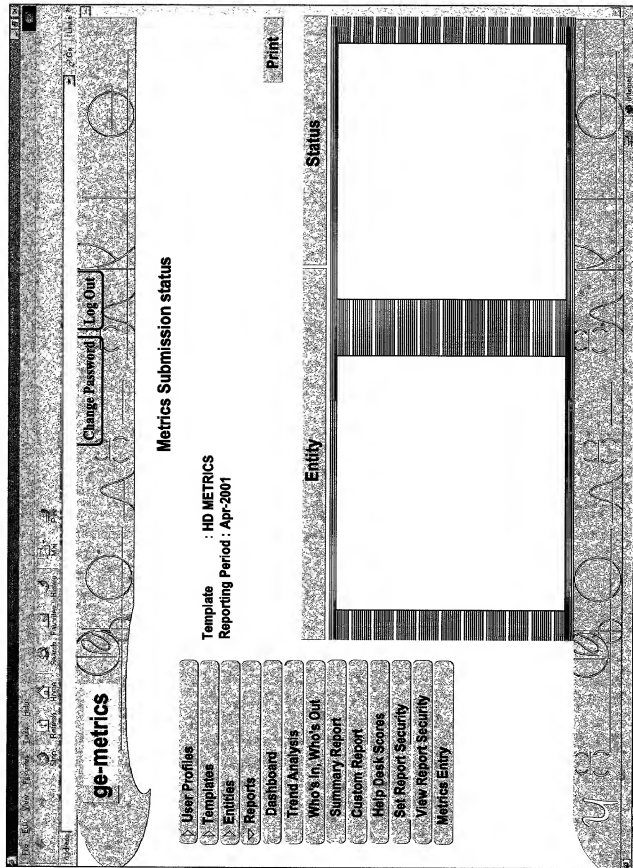 ge-metrics
Change Password
Log Out
User Profiles
Templates
Entities
Reports
Dashboard
Trend Analysis
Who's In, Who's Out
Summary Report
Custom Report
Help Desk Scores
Set Report Security
View Report Security
Metrics Entry
Metrics Submission status
Template : HD METRICS
Reporting Period : Apr-2001
Print
Entity
Status